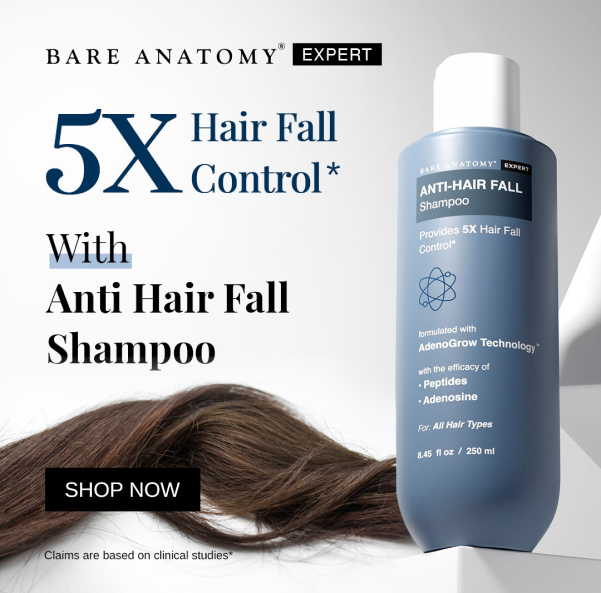 BARE ANATOMY® EXPERT
5X Hair Fall
Control*
With
Anti Hair Fall
Shampoo
SHOP NOW
Claims are based on clinical studies*
BARE ANATOMY® EXPERT
ANTI-HAIR FALL
Shampoo
Provides 5X Hair Fall
Control*
formulated with
AdenoGrow Technology™
with the efficacy of
• Peptides
• Adenosine
For: All Hair Types
8.45 fl oz / 250 ml